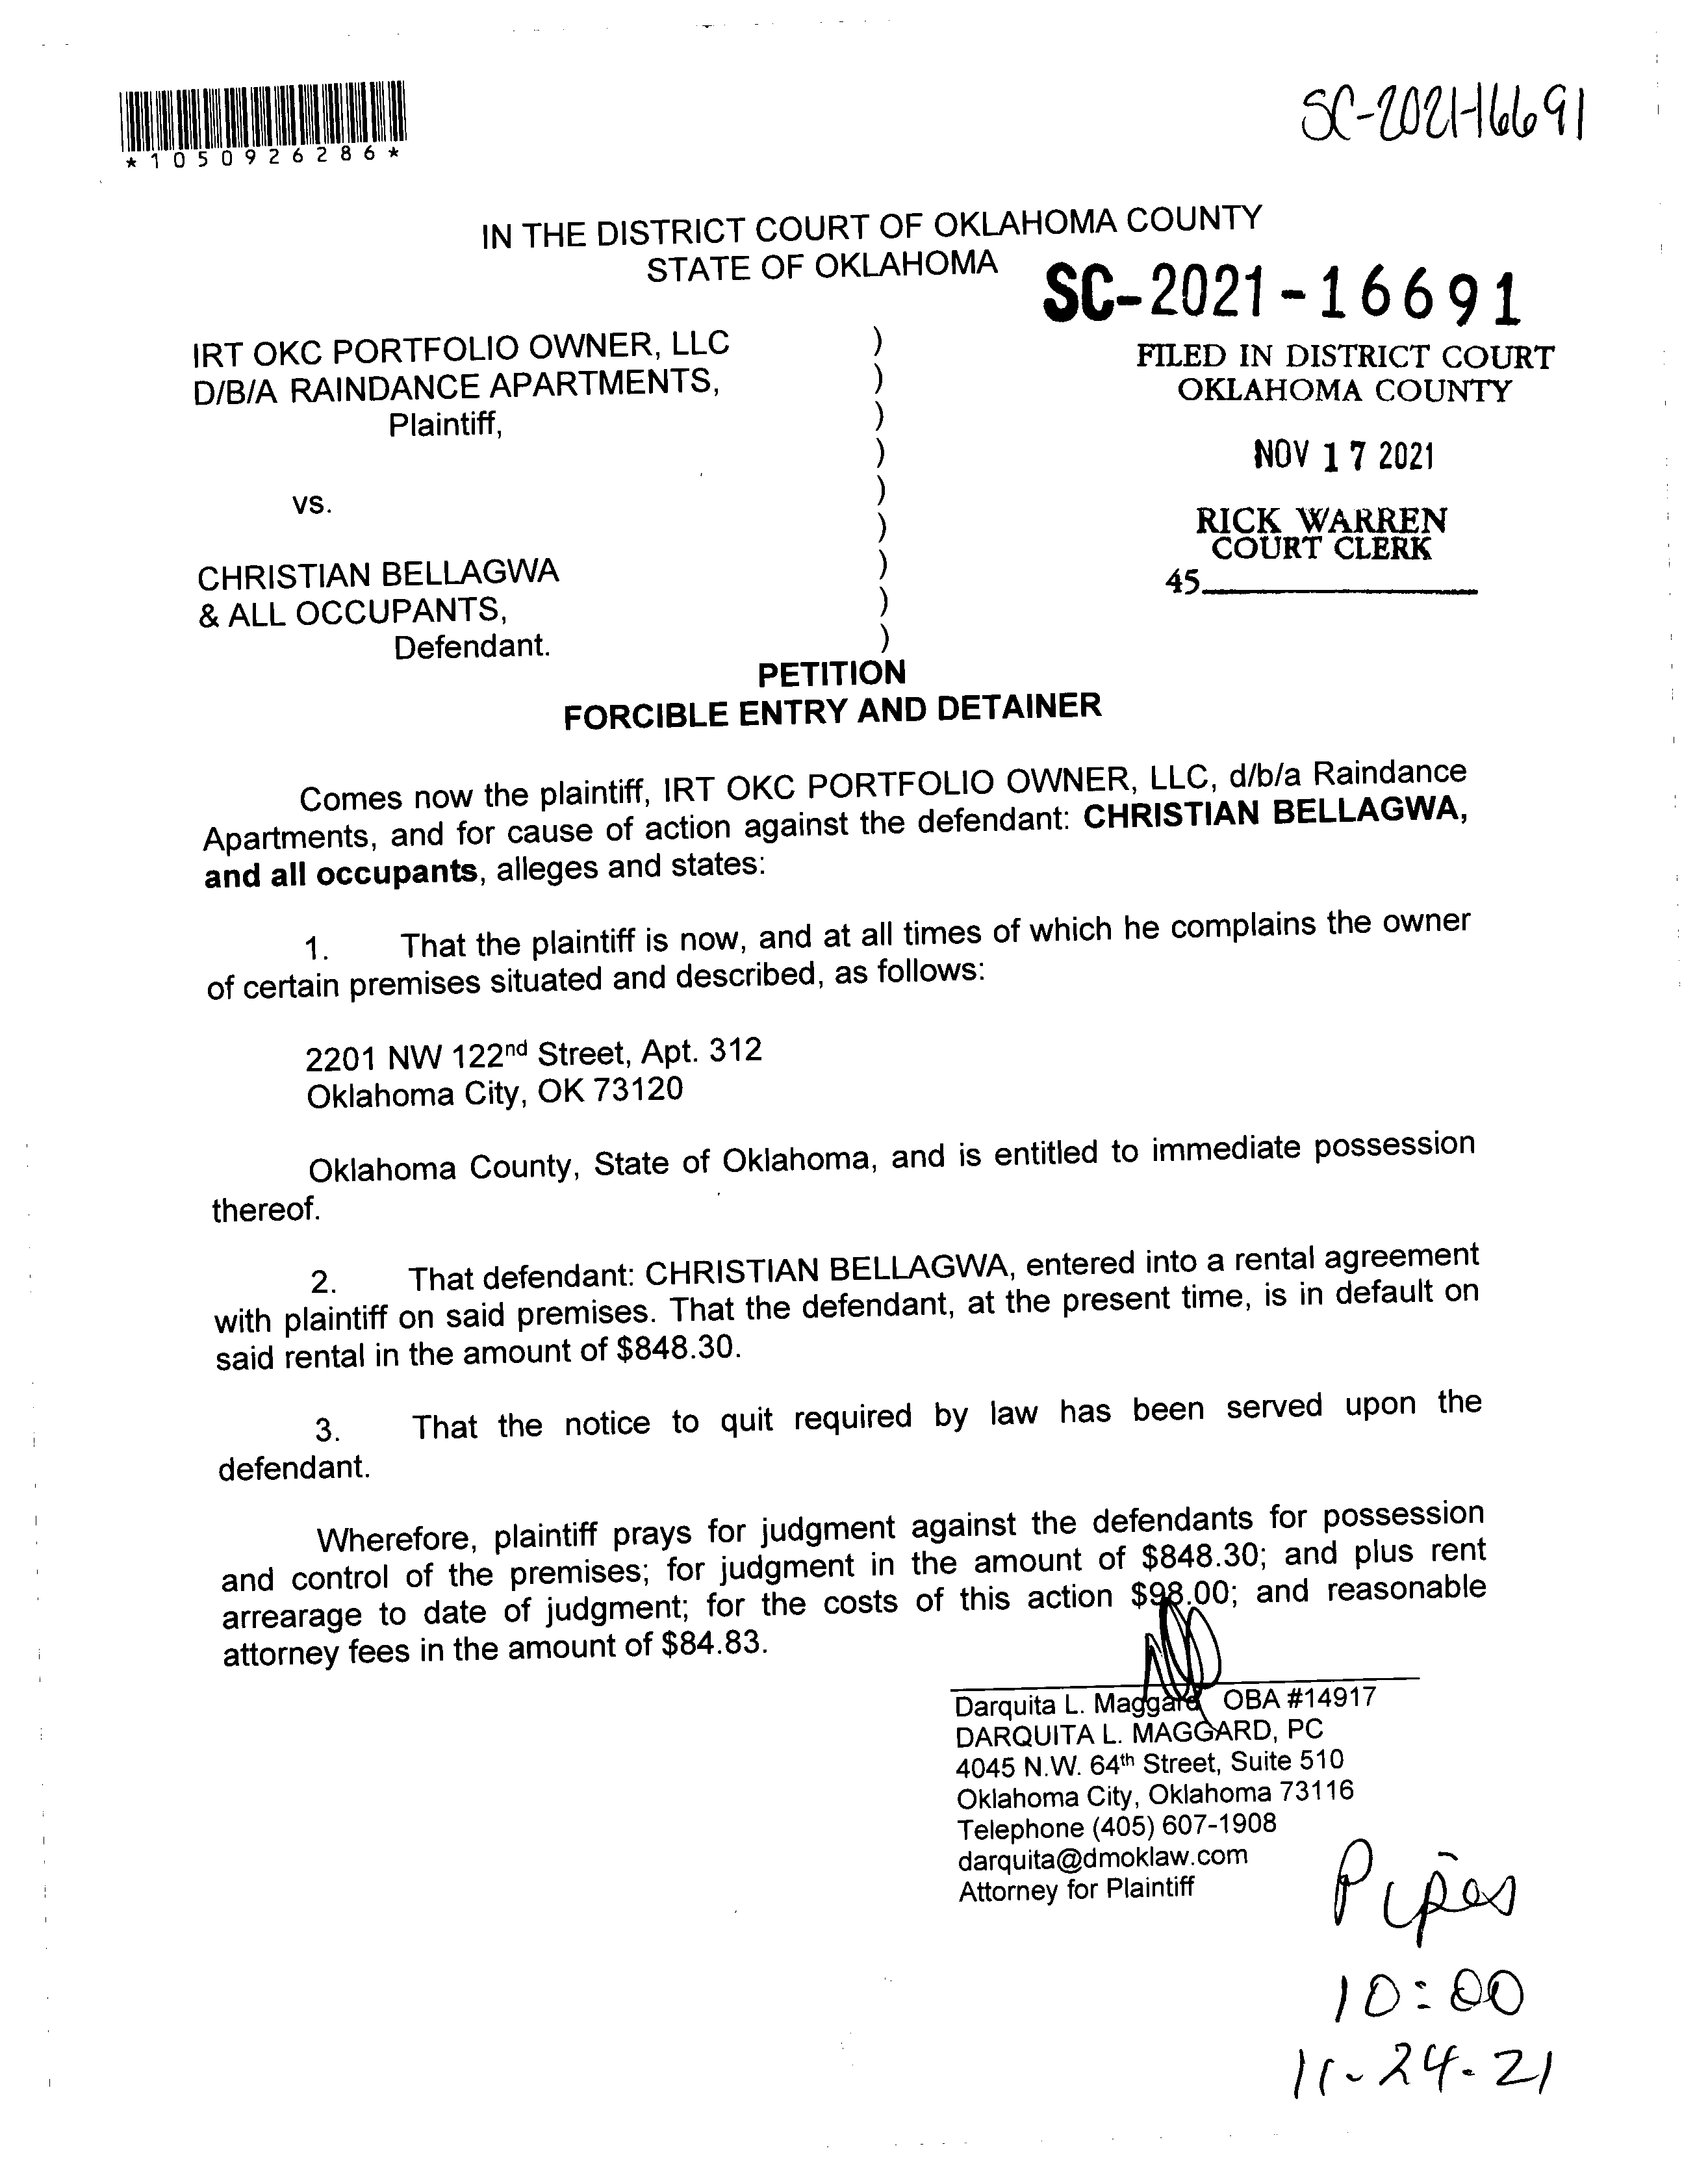 SC-2021-16691
*1050926286*
IN THE DISTRICT COURT OF OKLAHOMA COUNTY
STATE OF OKLAHOMA
SC-2021-16691
IRT OKC PORTFOLIO OWNER, LLC )
D/B/A RAINDANCE APARTMENTS, )
Plaintiff, )
)
vs. )
)
CHRISTIAN BELLAGWA )
& ALL OCCUPANTS, )
Defendant. )
FILED IN DISTRICT COURT
OKLAHOMA COUNTY
NOV 17 2021
RICK WARREN
COURT CLERK
45
PETITION
FORCIBLE ENTRY AND DETAINER
Comes now the plaintiff, IRT OKC PORTFOLIO OWNER, LLC, d/b/a Raindance
Apartments, and for cause of action against the defendant: CHRISTIAN BELLAGWA,
and all occupants, alleges and states:
1. That the plaintiff is now, and at all times of which he complains the owner
of certain premises situated and described, as follows:
2201 NW 122nd Street, Apt. 312
Oklahoma City, OK 73120
Oklahoma County, State of Oklahoma, and is entitled to immediate possession
thereof.
2. That defendant: CHRISTIAN BELLAGWA, entered into a rental agreement
with plaintiff on said premises. That the defendant, at the present time, is in default on
said rental in the amount of $848.30.
3. That the notice to quit required by law has been served upon the
defendant.
Wherefore, plaintiff prays for judgment against the defendants for possession
and control of the premises; for judgment in the amount of $848.30; and plus rent
arrearage to date of judgment; for the costs of this action $98.00; and reasonable
attorney fees in the amount of $84.83.
Darquita L. Maggard OBA #14917
DARQUITA L. MAGGARD, PC
4045 N.W. 64th Street, Suite 510
Oklahoma City, Oklahoma 73116
Telephone (405) 607-1908
darquita@dmoklaw.com
Attorney for Plaintiff
Pipes
10:00
11-24-21